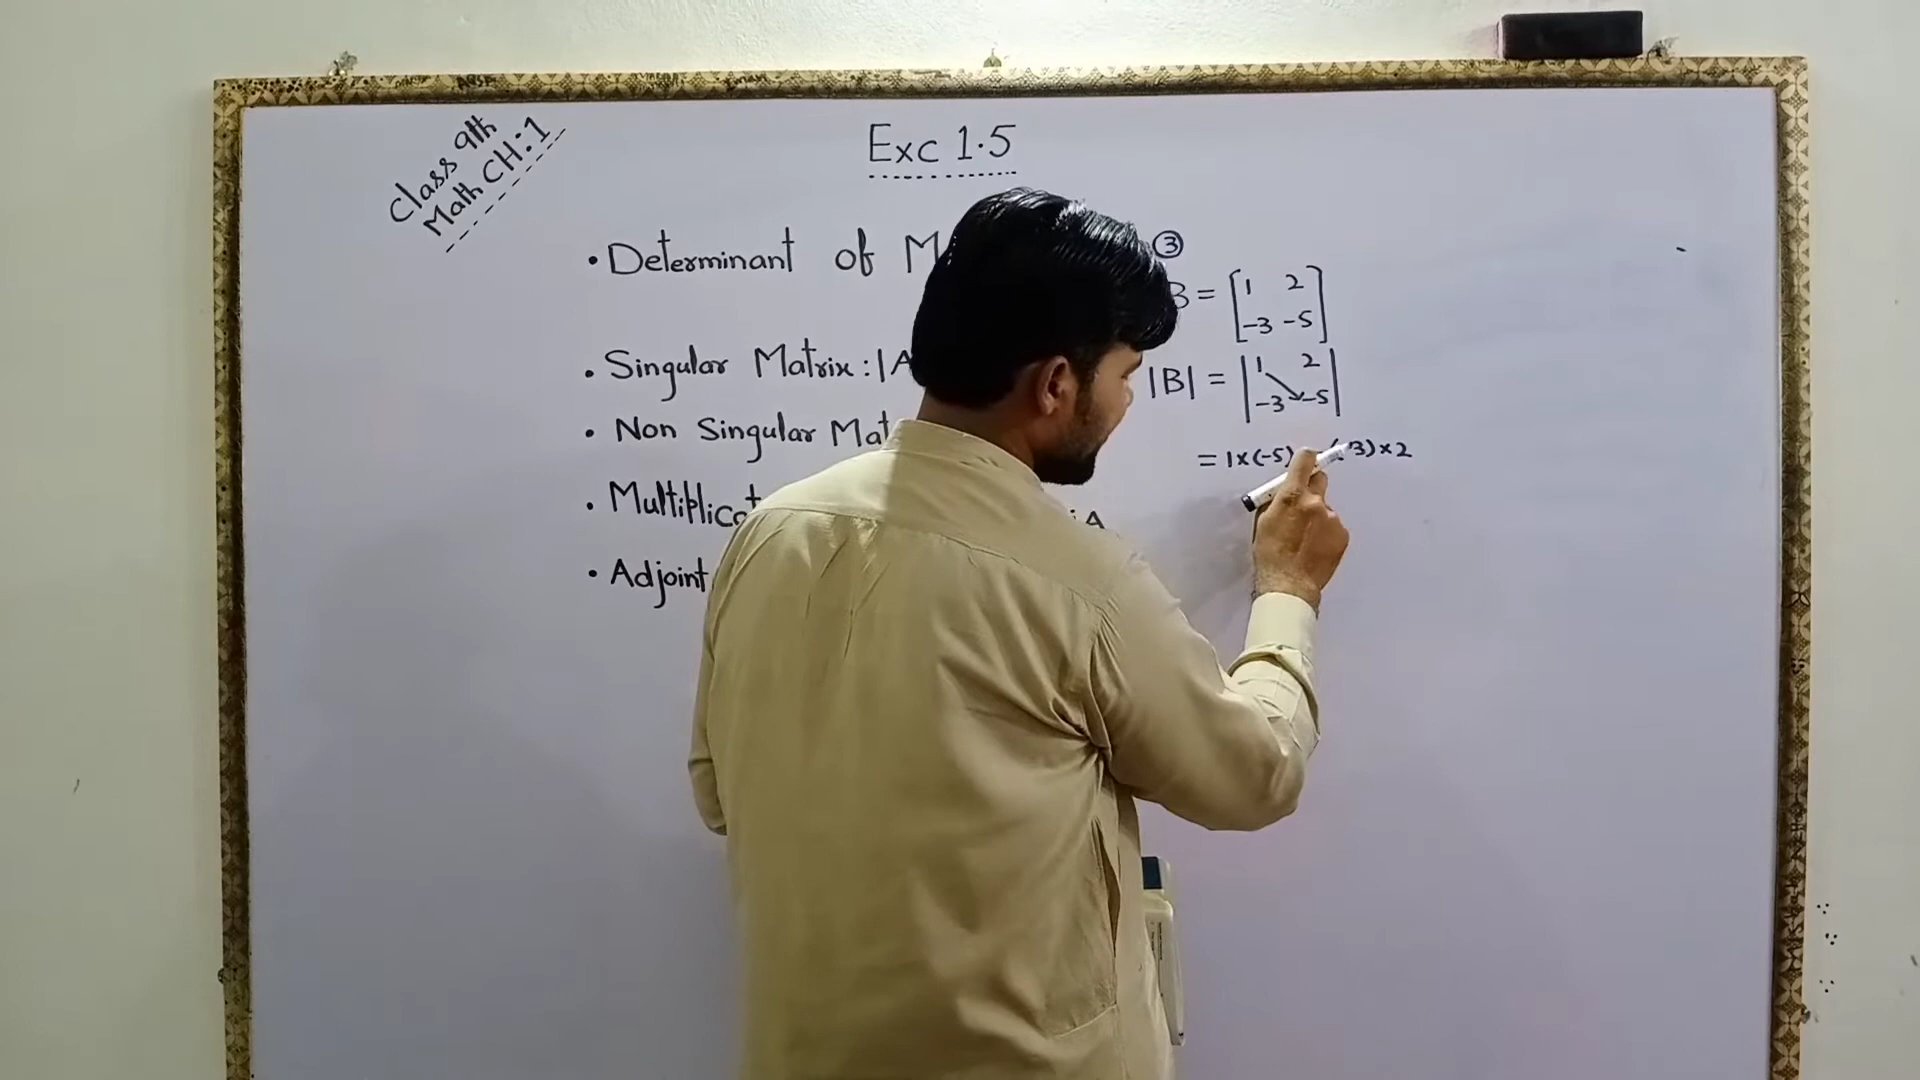 Class 9th
Math CH:1
Exc 1.5
• Determinant of M
• Singular Matrix : |A
• Non Singular Mat
• Multiplicat
A
• Adjoint
③
B = [1 2
-3 -5]
|B| = |1 2
-3 -5|
= 1×(-5) (-3)×2